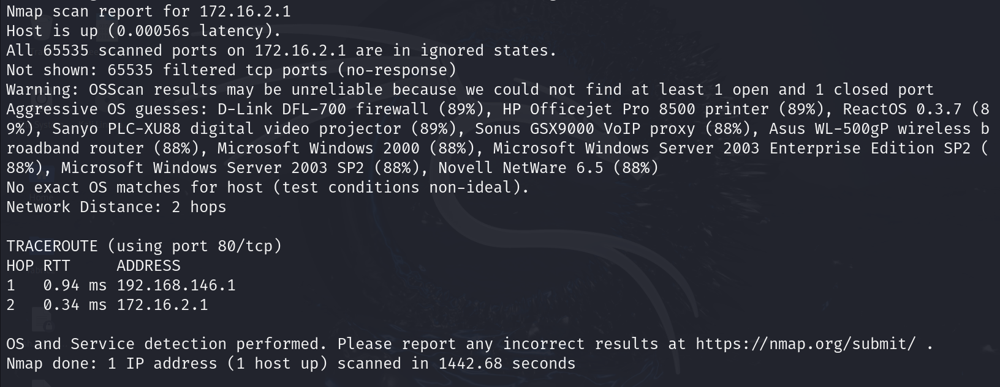 Nmap scan report for 172.16.2.1
Host is up (0.00056s latency).
All 65535 scanned ports on 172.16.2.1 are in ignored states.
Not shown: 65535 filtered tcp ports (no-response)
Warning: OSScan results may be unreliable because we could not find at least 1 open and 1 closed port
Aggressive OS guesses: D-Link DFL-700 firewall (89%), HP Officejet Pro 8500 printer (89%), ReactOS 0.3.7 (8
9%), Sanyo PLC-XU88 digital video projector (89%), Sonus GSX9000 VoIP proxy (88%), Asus WL-500gP wireless b
roadband router (88%), Microsoft Windows 2000 (88%), Microsoft Windows Server 2003 Enterprise Edition SP2 (
88%), Microsoft Windows Server 2003 SP2 (88%), Novell NetWare 6.5 (88%)
No exact OS matches for host (test conditions non-ideal).
Network Distance: 2 hops

TRACEROUTE (using port 80/tcp)
HOP RTT     ADDRESS
1   0.94 ms 192.168.146.1
2   0.34 ms 172.16.2.1

OS and Service detection performed. Please report any incorrect results at https://nmap.org/submit/ .
Nmap done: 1 IP address (1 host up) scanned in 1442.68 seconds